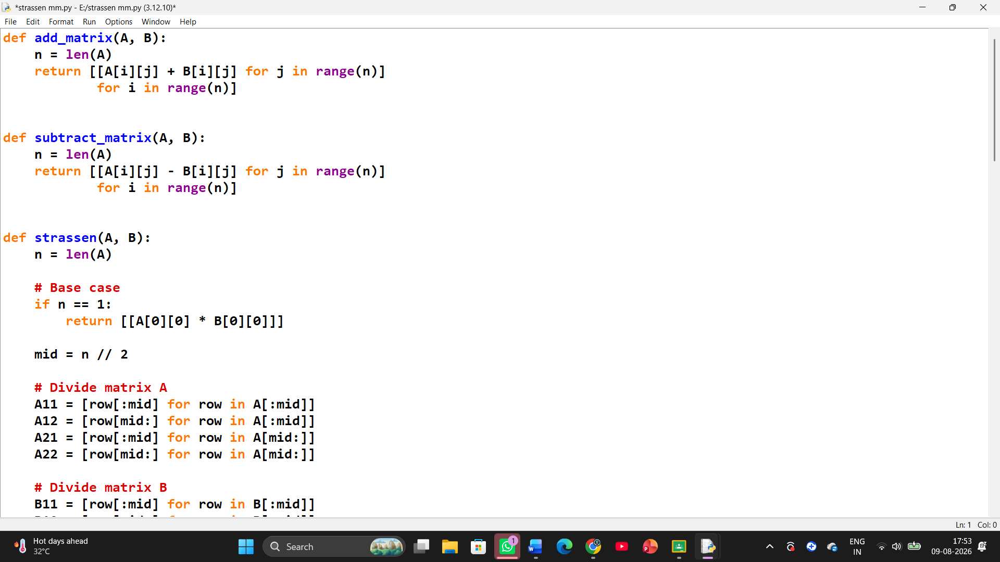 *strassen mm.py - E:/strassen mm.py (3.12.10)*
File Edit Format Run Options Window Help
def add_matrix(A, B):
    n = len(A)
    return [[A[i][j] + B[i][j] for j in range(n)]
            for i in range(n)]
def subtract_matrix(A, B):
    n = len(A)
    return [[A[i][j] - B[i][j] for j in range(n)]
            for i in range(n)]
def strassen(A, B):
    n = len(A)
    # Base case
    if n == 1:
        return [[A[0][0] * B[0][0]]]
    mid = n // 2
    # Divide matrix A
    A11 = [row[:mid] for row in A[:mid]]
    A12 = [row[mid:] for row in A[:mid]]
    A21 = [row[:mid] for row in A[mid:]]
    A22 = [row[mid:] for row in A[mid:]]
    # Divide matrix B
    B11 = [row[:mid] for row in B[:mid]]
Ln: 1 Col: 0
Hot days ahead
32°C
Search
1
ENG
IN
17:53
09-08-2026